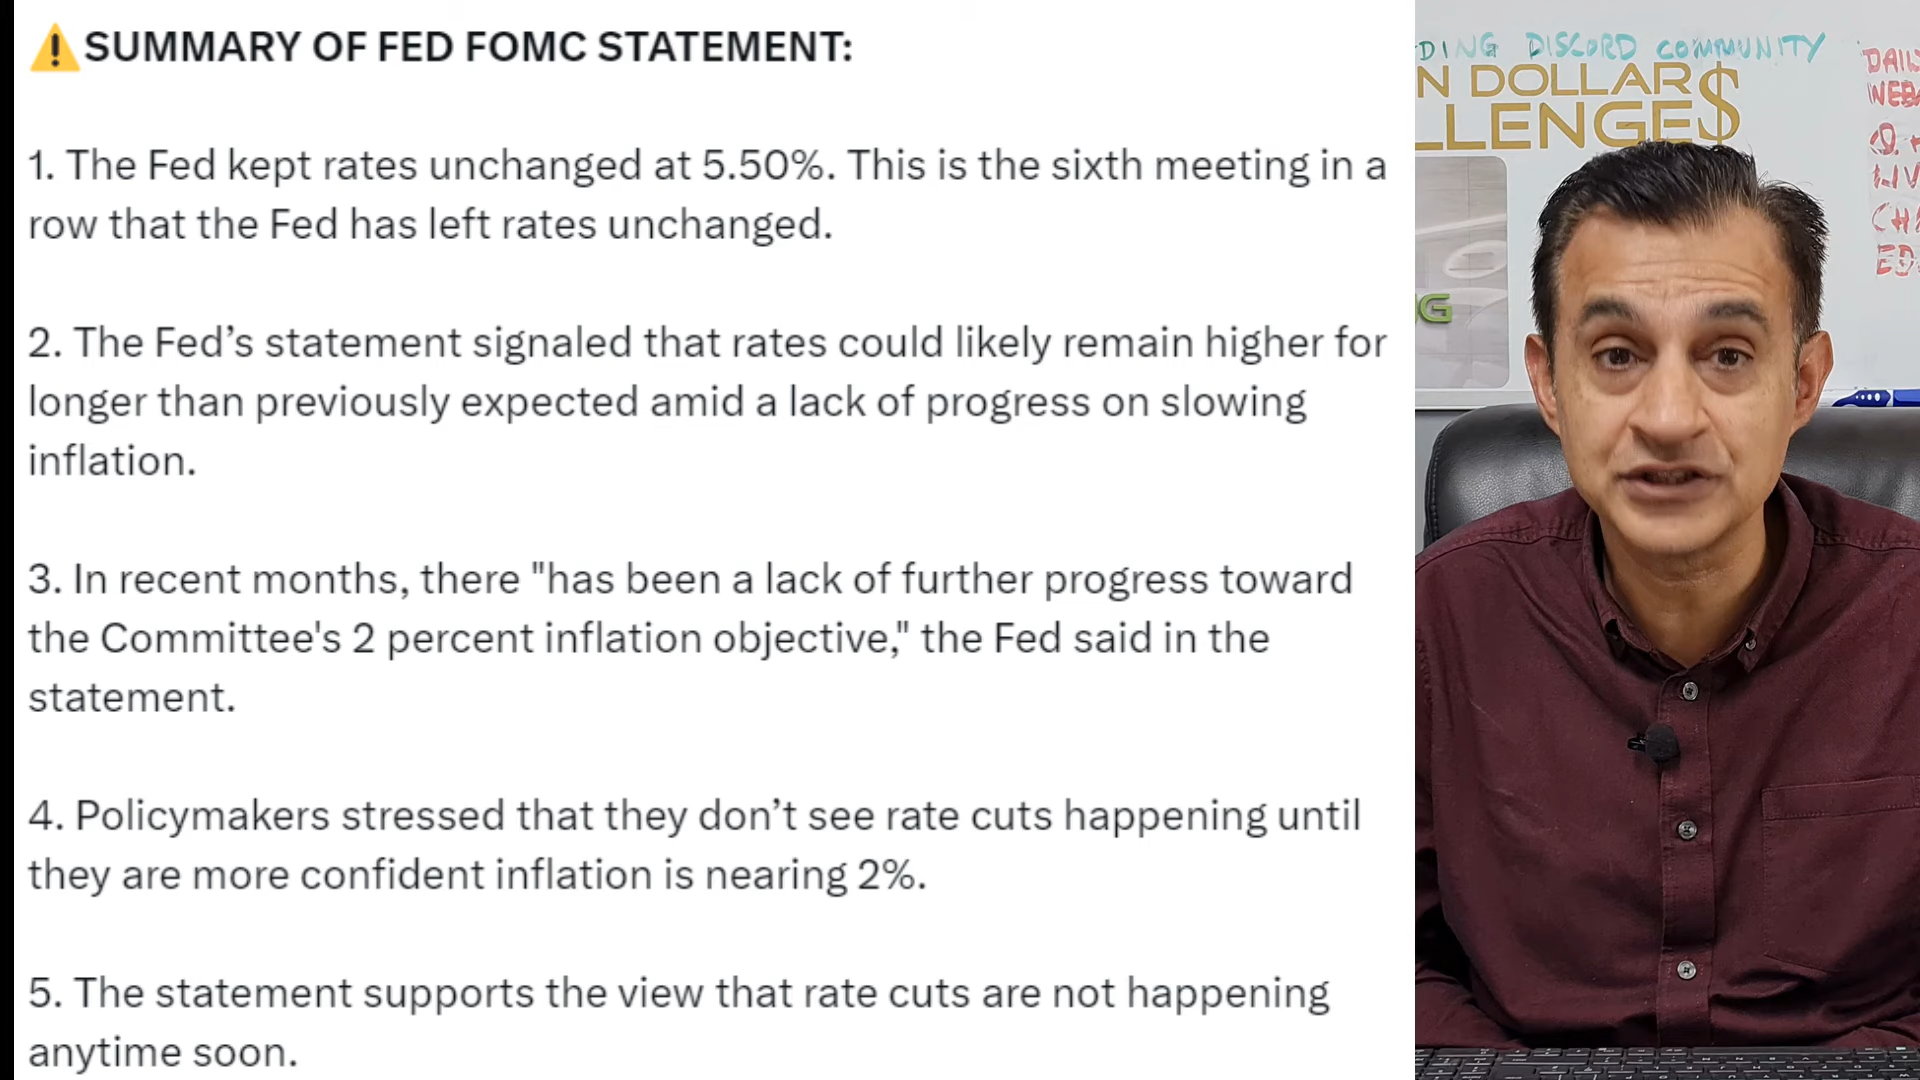 ⚠️SUMMARY OF FED FOMC STATEMENT:
1. The Fed kept rates unchanged at 5.50%. This is the sixth meeting in a
row that the Fed has left rates unchanged.
2. The Fed’s statement signaled that rates could likely remain higher for
longer than previously expected amid a lack of progress on slowing
inflation.
3. In recent months, there "has been a lack of further progress toward
the Committee's 2 percent inflation objective," the Fed said in the
statement.
4. Policymakers stressed that they don’t see rate cuts happening until
they are more confident inflation is nearing 2%.
5. The statement supports the view that rate cuts are not happening
anytime soon.
DING DISCORD COMMUNITY
N DOLLAR
LLENGE$
G
DAIL
WEB